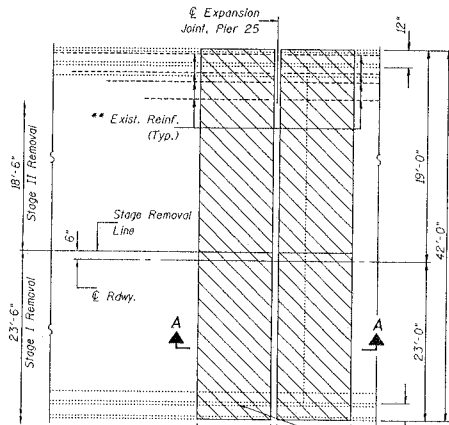 ℄ Expansion
Joint, Pier 25
12"
** Exist. Reinf.
(Typ.)
18'-6"
Stage II Removal
19'-0"
42'-0"
Stage Removal
Line
6"
℄ Rdwy.
23'-6"
Stage I Removal
A
A
23'-0"